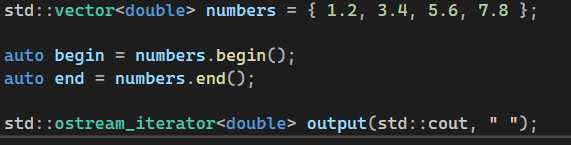 std::vector<double> numbers = { 1.2, 3.4, 5.6, 7.8 };
auto begin = numbers.begin();
auto end = numbers.end();
std::ostream_iterator<double> output(std::cout, " ");